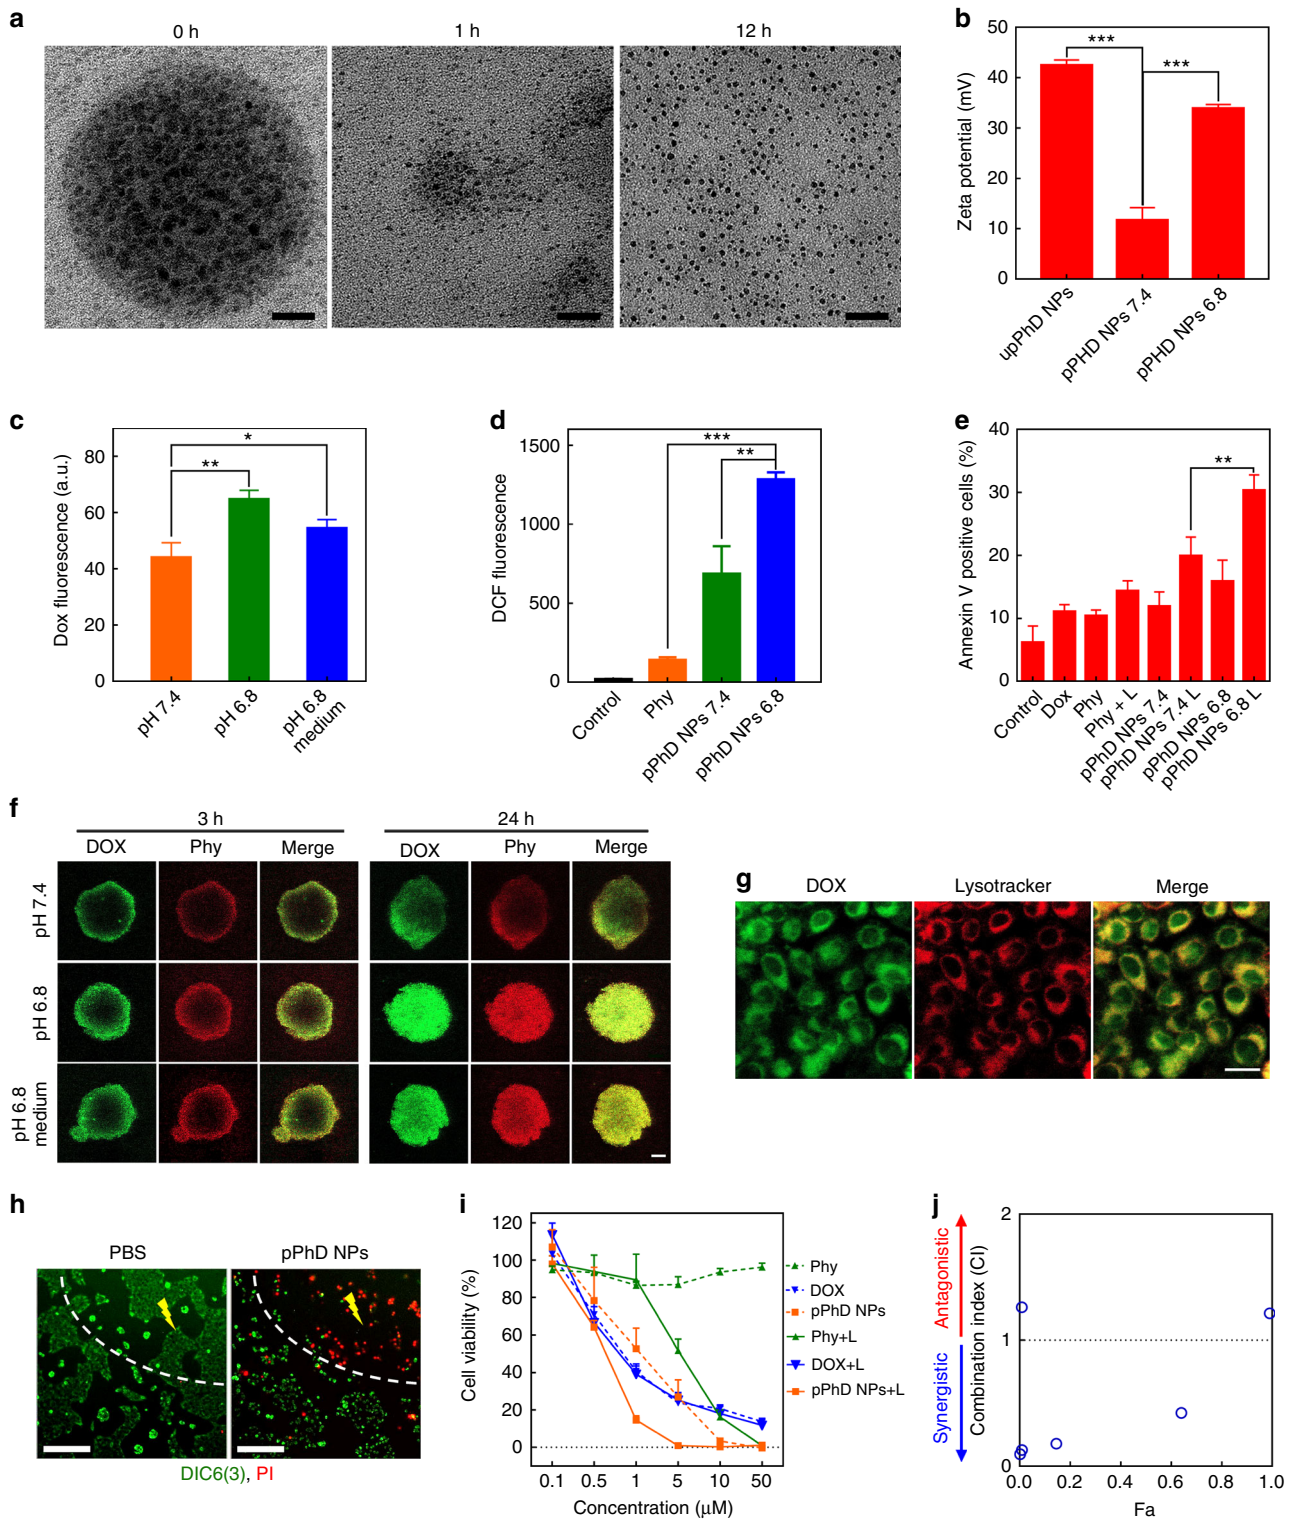 a
0 h
1 h
12 h
b
Zeta potential (mV)
50
40
30
20
10
0
***
***
upPhD NPs
pPHD NPs 7.4
pPHD NPs 6.8
c
Dox fluorescence (a.u.)
80
60
40
20
0
*
**
pH 7.4
pH 6.8
pH 6.8
medium
d
DCF fluorescence
1500
1000
500
0
***
**
Control
Phy
pPhD NPs 7.4
pPhD NPs 6.8
e
Annexin V positive cells (%)
40
30
20
10
0
**
Control
Dox
Phy
Phy + L
pPhD NPs 7.4
pPhD NPs 7.4 L
pPhD NPs 6.8
pPhD NPs 6.8 L
f
3 h
24 h
DOX
Phy
Merge
DOX
Phy
Merge
pH 7.4
pH 6.8
pH 6.8
medium
g
DOX
Lysotracker
Merge
h
PBS
pPhD NPs
DIC6(3), PI
i
Cell viability (%)
120
100
80
60
40
20
0
0.1
0.5
1
5
10
50
Concentration (μM)
Phy
DOX
pPhD NPs
Phy+L
DOX+L
pPhD NPs+L
j
Antagonistic
Synergistic
Combination index (CI)
2
1
0
0.0
0.2
0.4
0.6
0.8
1.0
Fa